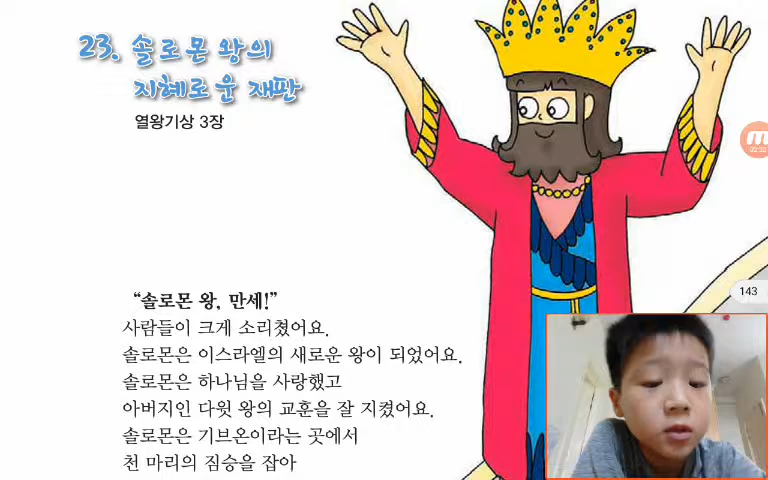 23. 솔로몬 왕의
지혜로운 재판
열왕기상 3장
“솔로몬 왕, 만세!”
사람들이 크게 소리쳤어요.
솔로몬은 이스라엘의 새로운 왕이 되었어요.
솔로몬은 하나님을 사랑했고
아버지인 다윗 왕의 교훈을 잘 지켰어요.
솔로몬은 기브온이라는 곳에서
천 마리의 짐승을 잡아
143